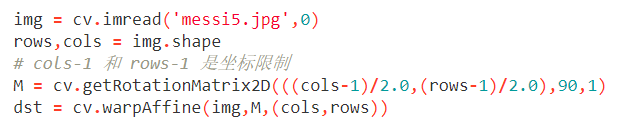 img = cv.imread('messi5.jpg',0)
rows,cols = img.shape
# cols-1 和 rows-1 是坐标限制
M = cv.getRotationMatrix2D(((cols-1)/2.0,(rows-1)/2.0),90,1)
dst = cv.warpAffine(img,M,(cols,rows))